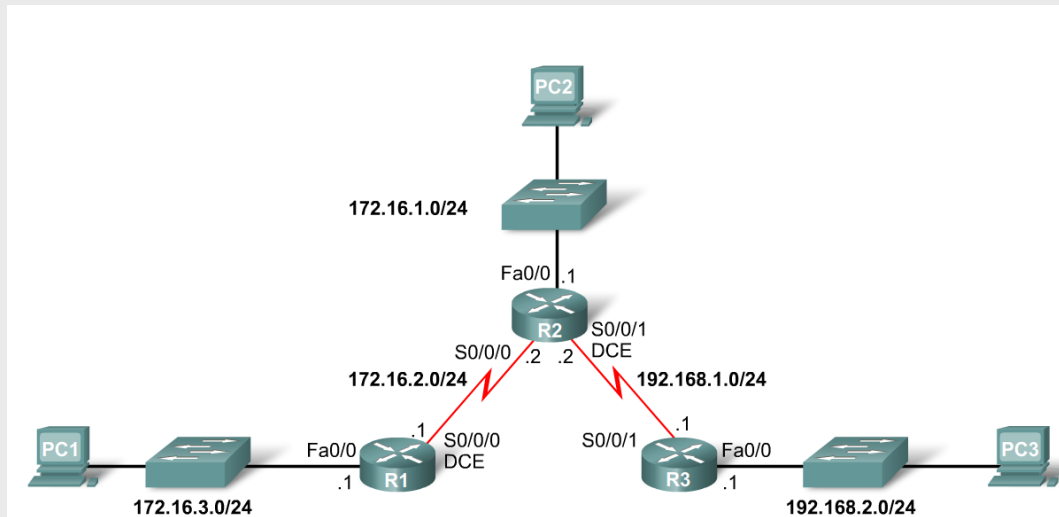 PC2
172.16.1.0/24
Fa0/0
.1
R2
S0/0/1
DCE
S0/0/0
.2
.2
172.16.2.0/24
192.168.1.0/24
PC1
Fa0/0
.1
.1
S0/0/0
DCE
R1
172.16.3.0/24
.1
S0/0/1
Fa0/0
.1
R3
PC3
192.168.2.0/24